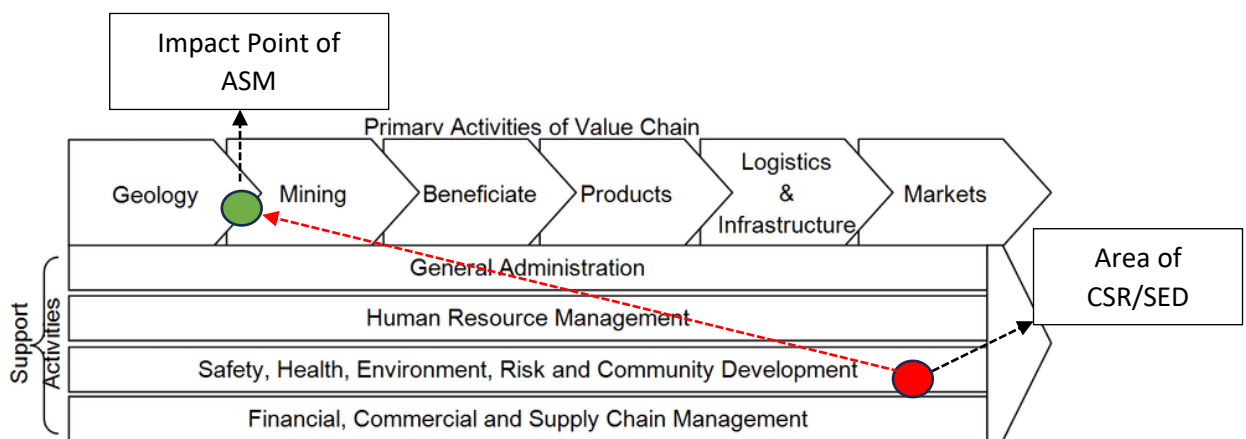 Impact Point of
ASM
Primary Activities of Value Chain
Geology
Mining
Beneficiate
Products
Logistics
&
Infrastructure
Markets
Support
Activities
General Administration
Human Resource Management
Safety, Health, Environment, Risk and Community Development
Financial, Commercial and Supply Chain Management
Area of
CSR/SED